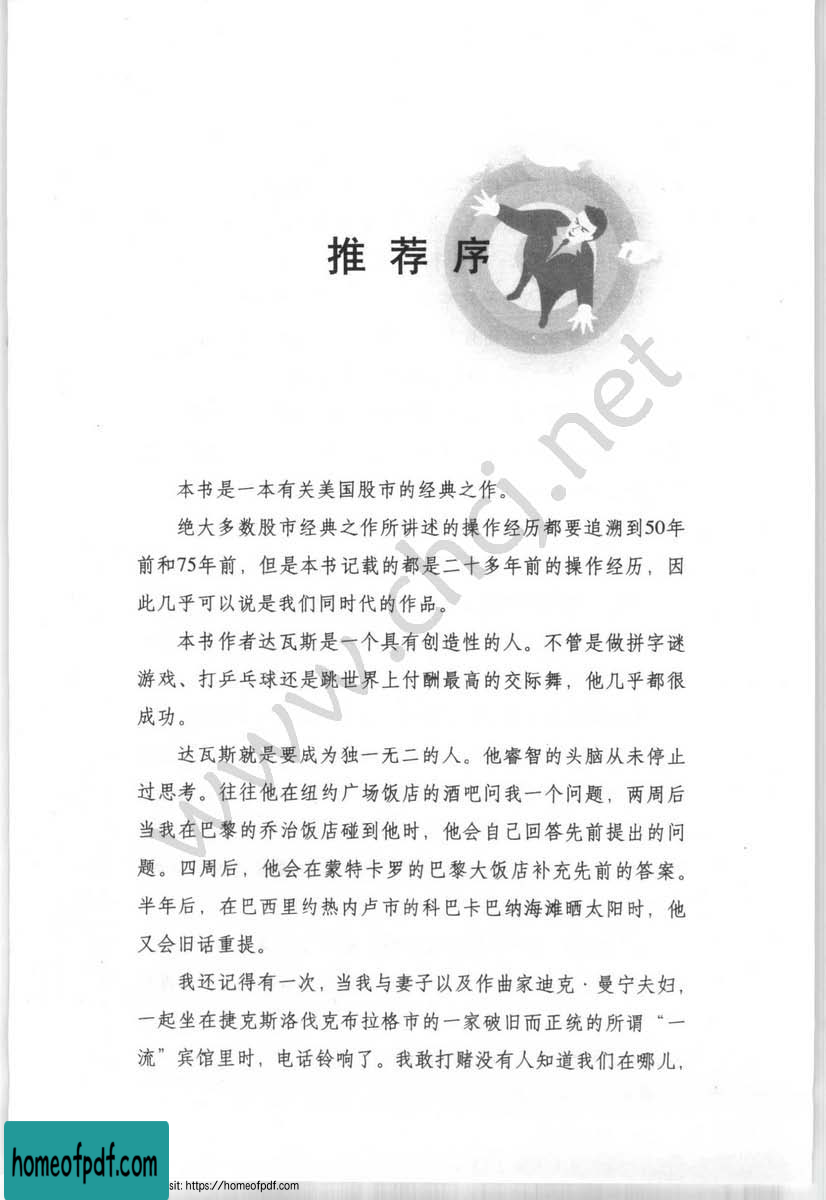 推荐序
www.chcj.net
本书是一本有关美国股市的经典之作。
绝大多数股市经典之作所讲述的操作经历都要追溯到50年
前和75年前，但是本书记载的都是二十多年前的操作经历，因
此几乎可以说是我们同时代的作品。
本书作者达瓦斯是一个具有创造性的人。不管是做拼字谜
游戏、打乒乓球还是跳世界上付酬最高的交际舞，他几乎都很
成功。
达瓦斯就是要成为独一无二的人。他睿智的头脑从未停止
过思考。往往他在纽约广场饭店的酒吧问我一个问题，两周后
当我在巴黎的乔治饭店碰到他时，他会自己回答先前提出的问
题。四周后，他会在蒙特卡罗的巴黎大饭店补充先前的答案。
半年后，在巴西里约热内卢市的科巴卡巴纳海滩晒太阳时，他
又会旧话重提。
我还记得有一次，当我与妻子以及作曲家迪克·曼宁夫妇，
一起坐在捷克斯洛伐克布拉格市的一家破旧而正统的所谓“一
流”宾馆里时，电话铃响了。我敢打赌没有人知道我们在哪儿，
homeofpdf.com
sit: https://homeofpdf.com